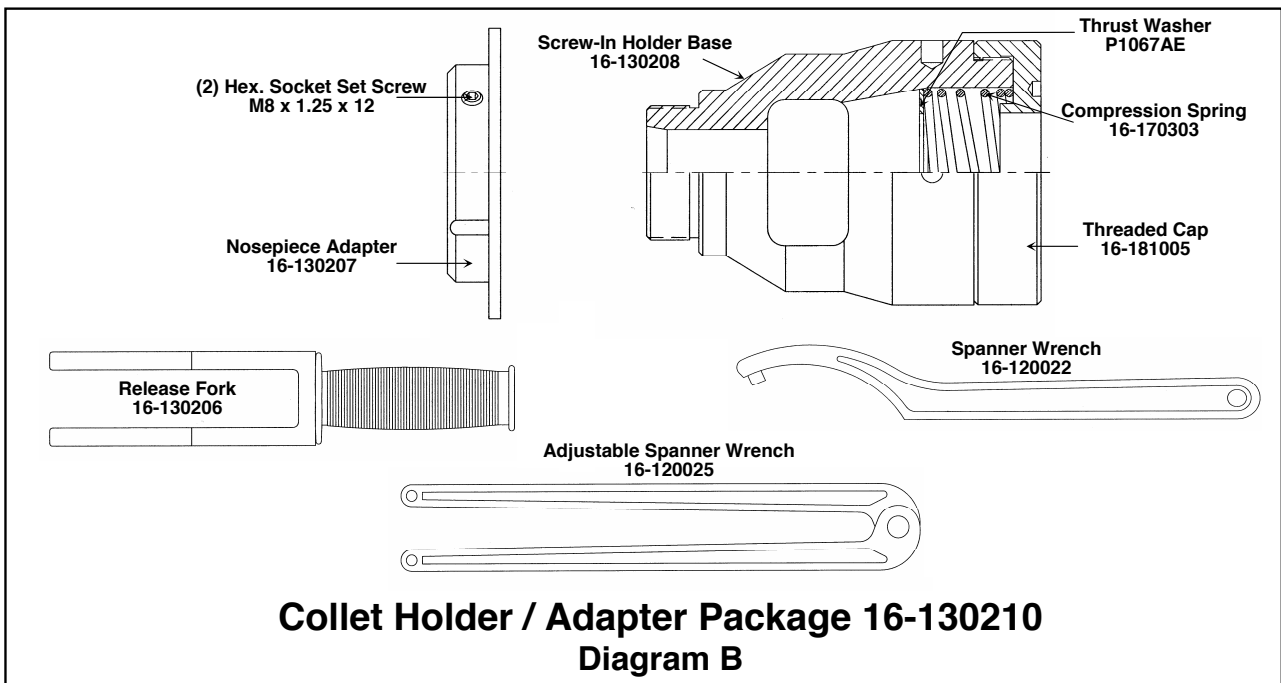 Thrust Washer
P1067AE
Screw-In Holder Base
16-130208
(2) Hex. Socket Set Screw
M8 x 1.25 x 12
Compression Spring
16-170303
Nosepiece Adapter
16-130207
Threaded Cap
16-181005
Spanner Wrench
16-120022
Release Fork
16-130206
Adjustable Spanner Wrench
16-120025
Collet Holder / Adapter Package 16-130210
Diagram B